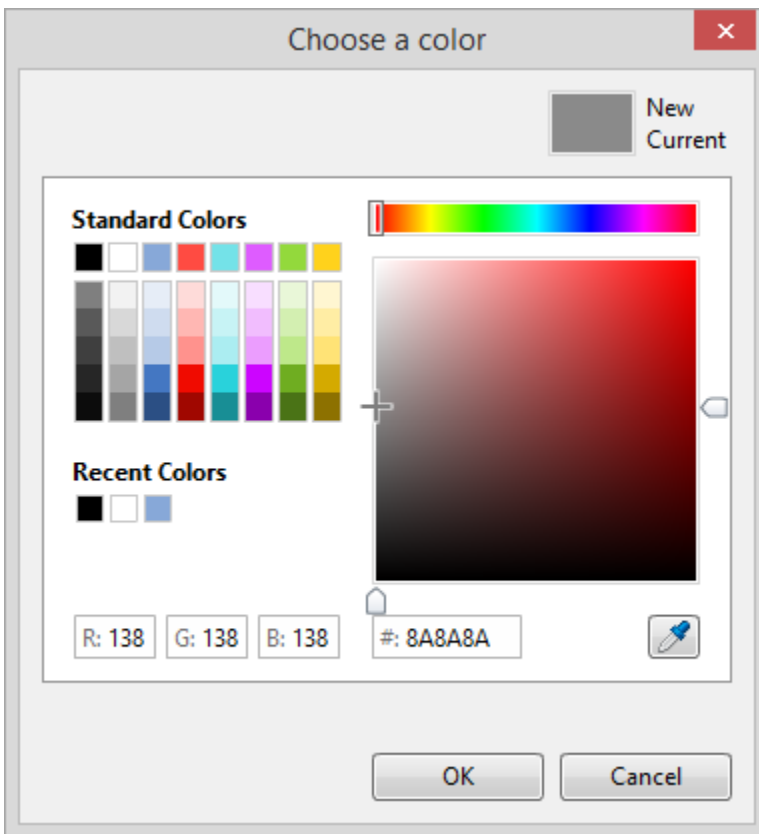 Choose a color
New
Current
Standard Colors
Recent Colors
R: 138 G: 138 B: 138 #: 8A8A8A
OK Cancel